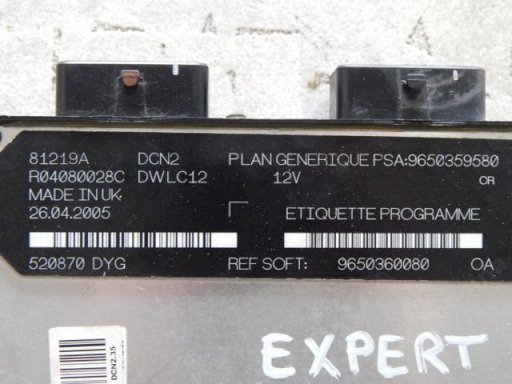 81219A DCN2 PLAN GENERIQUE PSA:9650359580
R04080028C DWLC12 12V OR
MADE IN UK
26.04.2005 ETIQUETTE PROGRAMME
520870 DYG REF SOFT: 9650360080 OA
EXPERT
DCN2.35